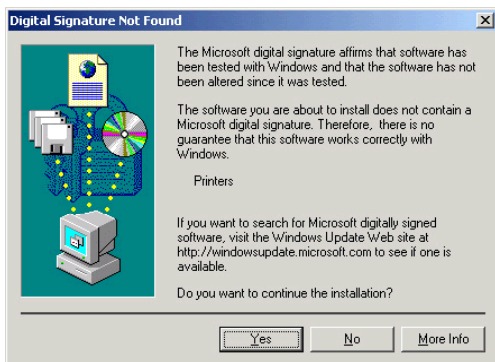 Digital Signature Not Found
The Microsoft digital signature affirms that software has
been tested with Windows and that the software has not
been altered since it was tested.
The software you are about to install does not contain a
Microsoft digital signature. Therefore, there is no
guarantee that this software works correctly with
Windows.
Printers
If you want to search for Microsoft digitally signed
software, visit the Windows Update Web site at
http://windowsupdate.microsoft.com to see if one is
available.
Do you want to continue the installation?
Yes
No
More Info